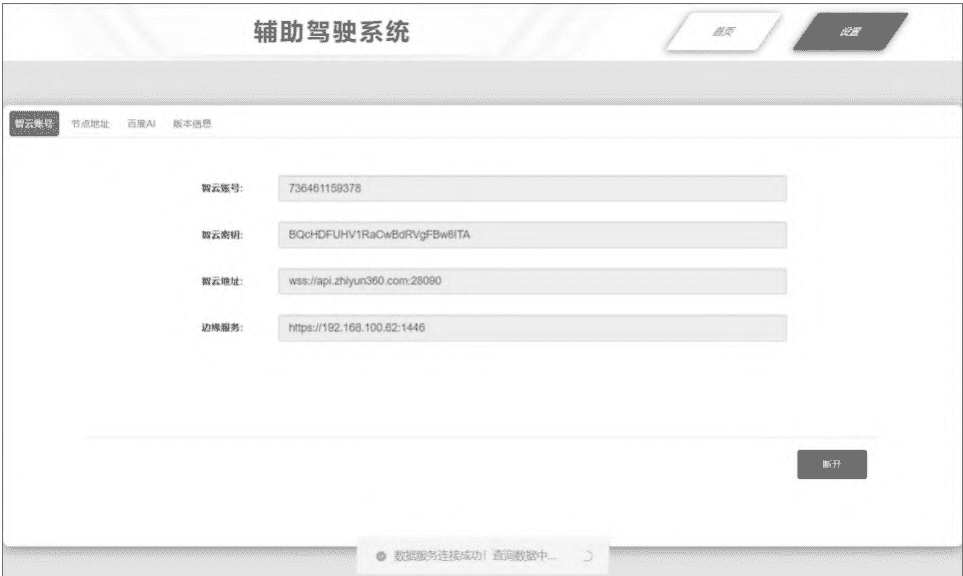 辅助驾驶系统
首页
设置
智云账号 节点地址 百度AI 版本信息
智云账号: 736461159378
智云密钥: BQcHDFUHV1RaCwBdRVgFBw8ITA
智云地址: wss://api.zhiyun360.com:28090
边缘服务: https://192.168.100.62:1446
断开
数据服务连接成功！查询数据中...